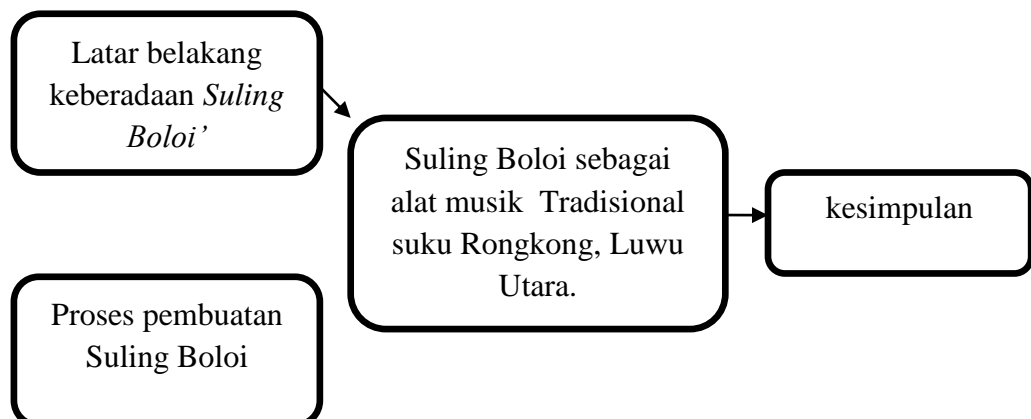 Latar belakang
keberadaan Suling
Boloi’
Suling Boloi sebagai
alat musik  Tradisional
suku Rongkong, Luwu
Utara.
kesimpulan
Proses pembuatan
Suling Boloi